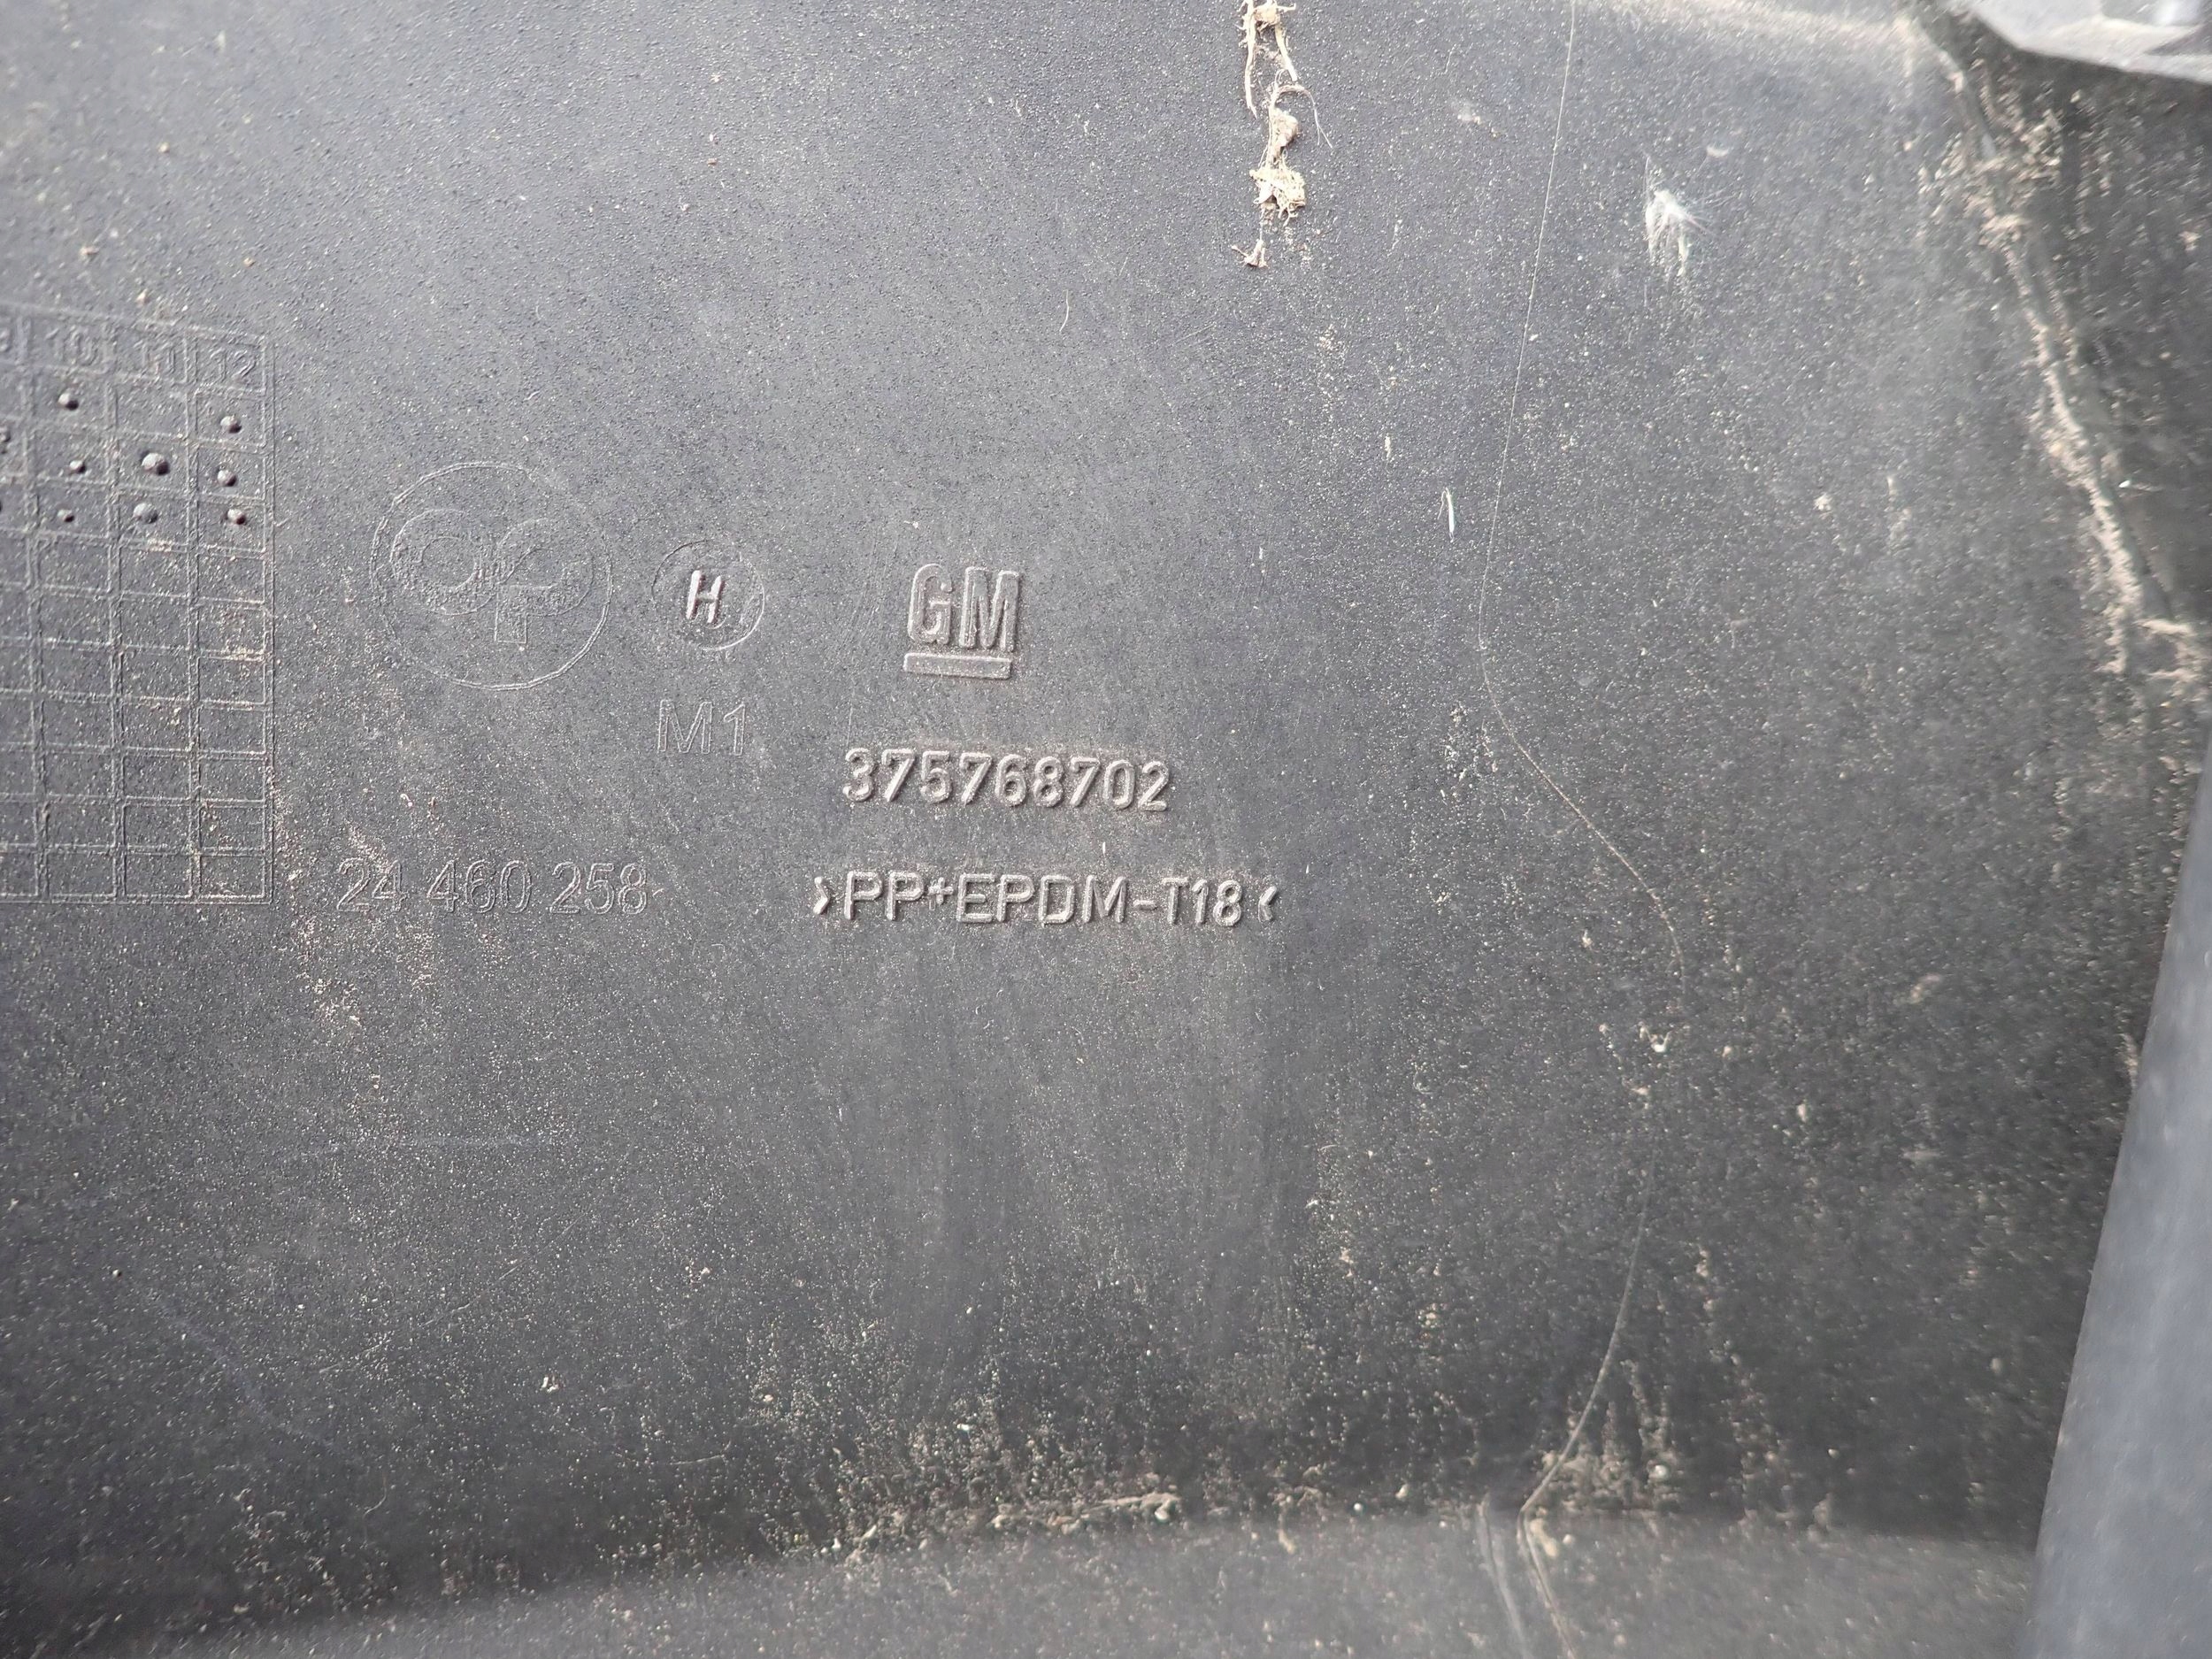 10 11 12
H
GM
M1
375768702
24 460 258
>PP+EPDM-T18<